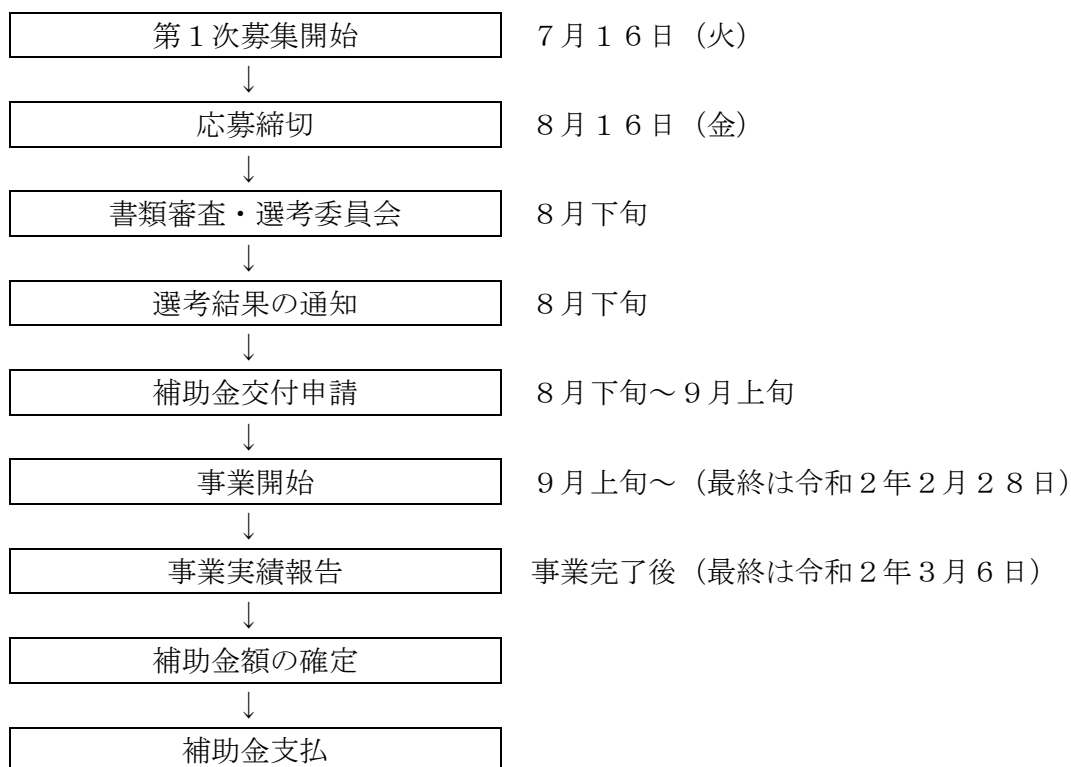 第１次募集開始　７月１６日（火）
↓
応募締切　８月１６日（金）
↓
書類審査・選考委員会　８月下旬
↓
選考結果の通知　８月下旬
↓
補助金交付申請　８月下旬～９月上旬
↓
事業開始　９月上旬～（最終は令和２年２月２８日）
↓
事業実績報告　事業完了後（最終は令和２年３月６日）
↓
補助金額の確定
↓
補助金支払